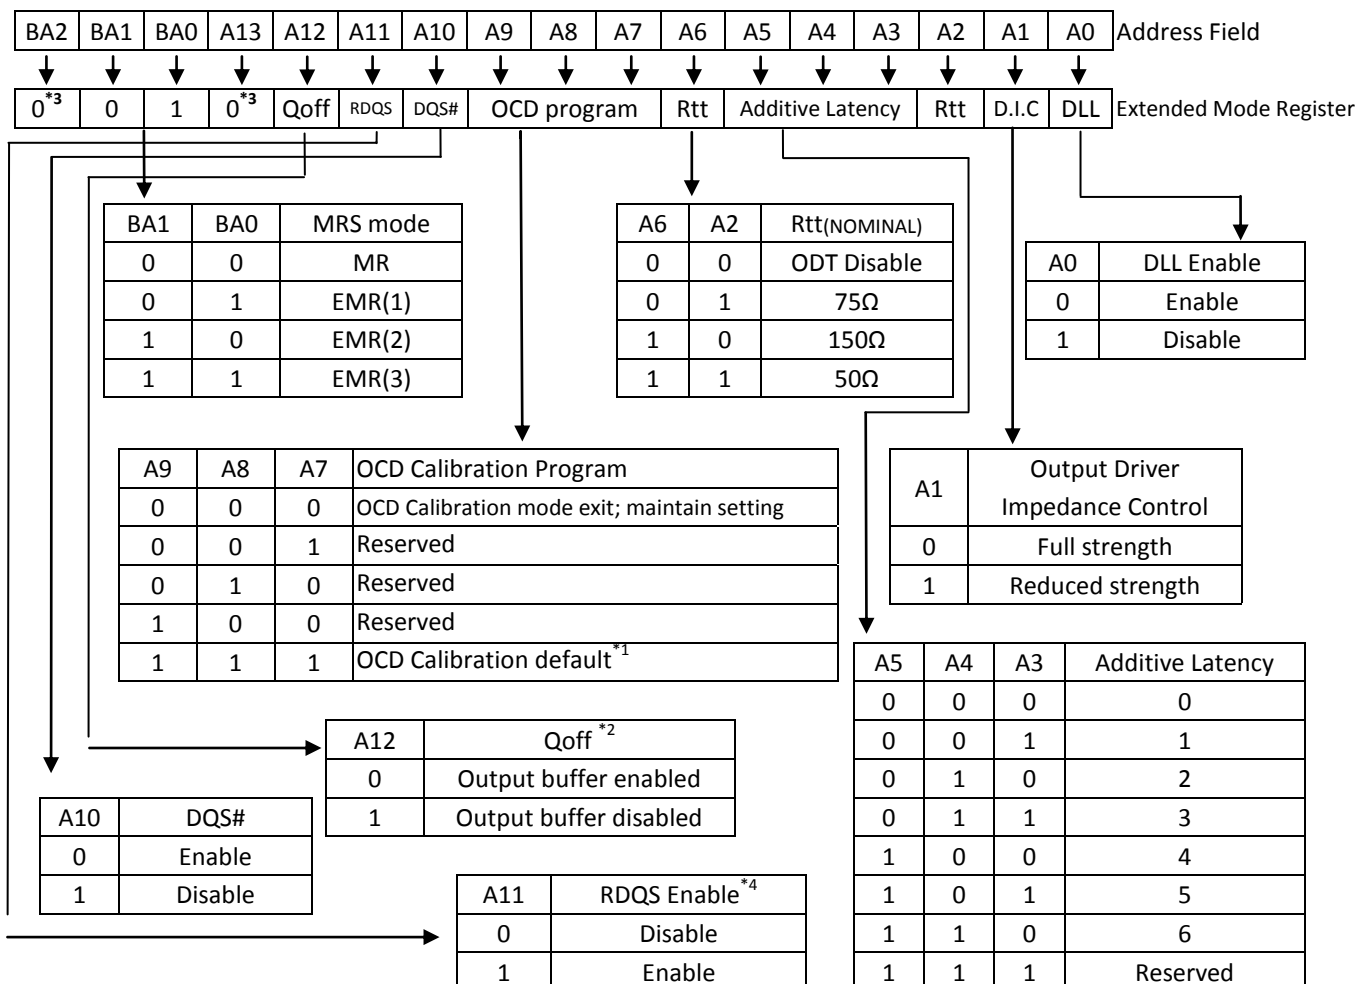 BA2 BA1 BA0 A13 A12 A11 A10 A9 A8 A7 A6 A5 A4 A3 A2 A1 A0 Address Field
0*3 0 1 0*3 Qoff RDQS DQS# OCD program Rtt Additive Latency Rtt D.I.C DLL Extended Mode Register
BA1 BA0 MRS mode
0 0 MR
0 1 EMR(1)
1 0 EMR(2)
1 1 EMR(3)
A6 A2 Rtt(NOMINAL)
0 0 ODT Disable
0 1 75Ω
1 0 150Ω
1 1 50Ω
A0 DLL Enable
0 Enable
1 Disable
A9 A8 A7 OCD Calibration Program
0 0 0 OCD Calibration mode exit; maintain setting
0 0 1 Reserved
0 1 0 Reserved
1 0 0 Reserved
1 1 1 OCD Calibration default*1
A1 Output Driver
Impedance Control
0 Full strength
1 Reduced strength
A12 Qoff *2
0 Output buffer enabled
1 Output buffer disabled
A10 DQS#
0 Enable
1 Disable
A11 RDQS Enable*4
0 Disable
1 Enable
A5 A4 A3 Additive Latency
0 0 0 0
0 0 1 1
0 1 0 2
0 1 1 3
1 0 0 4
1 0 1 5
1 1 0 6
1 1 1 Reserved